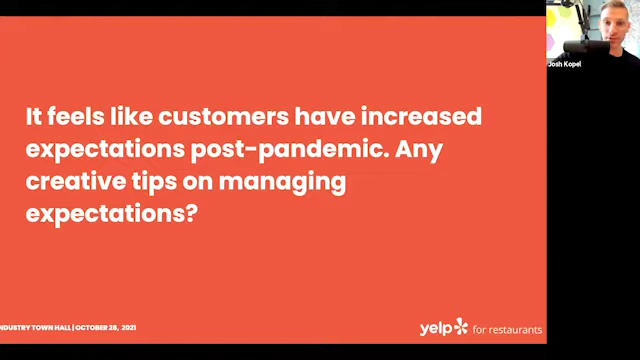 Josh Kopel
It feels like customers have increased
expectations post-pandemic. Any
creative tips on managing
expectations?
NDUSTRY TOWN HALL | OCTOBER 28, 2021
yelp for restaurants